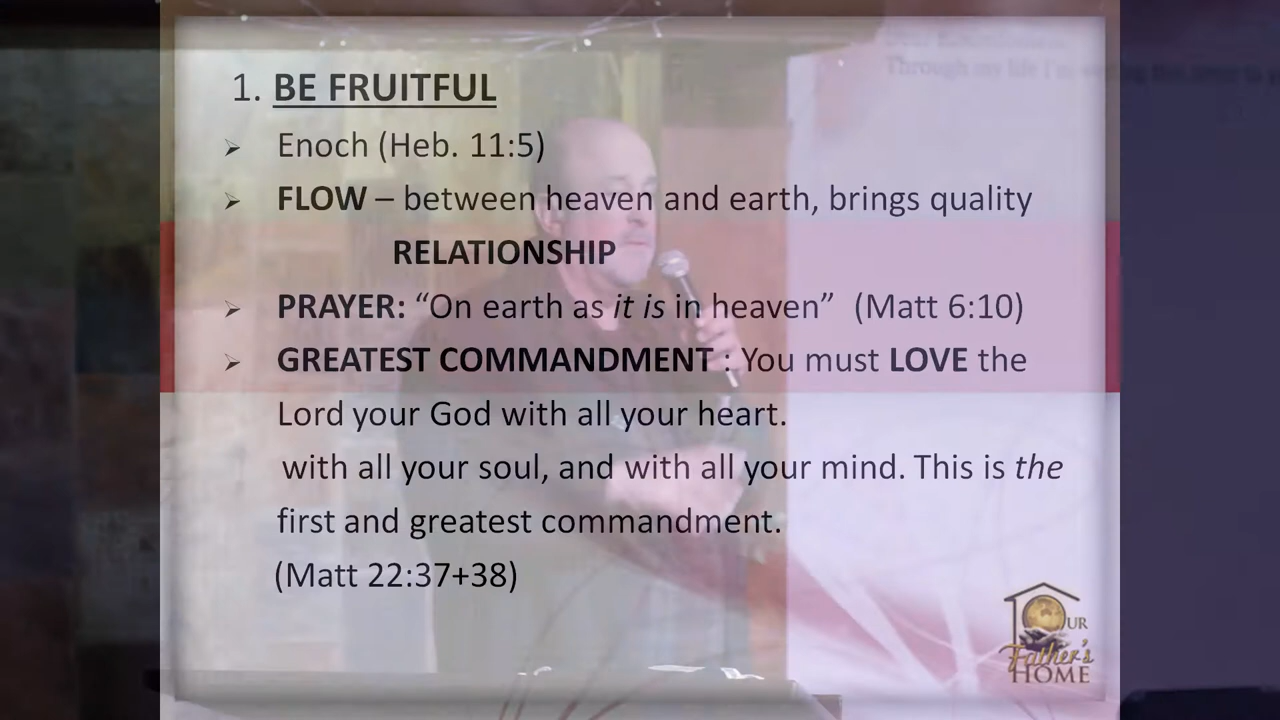 1. BE FRUITFUL
➢ Enoch (Heb. 11:5)
➢ FLOW – between heaven and earth, brings quality
RELATIONSHIP
➢ PRAYER: “On earth as it is in heaven” (Matt 6:10)
➢ GREATEST COMMANDMENT : You must LOVE the
Lord your God with all your heart.
with all your soul, and with all your mind. This is the
first and greatest commandment.
(Matt 22:37+38)
OUR
Father's
HOME
Through my life I'm